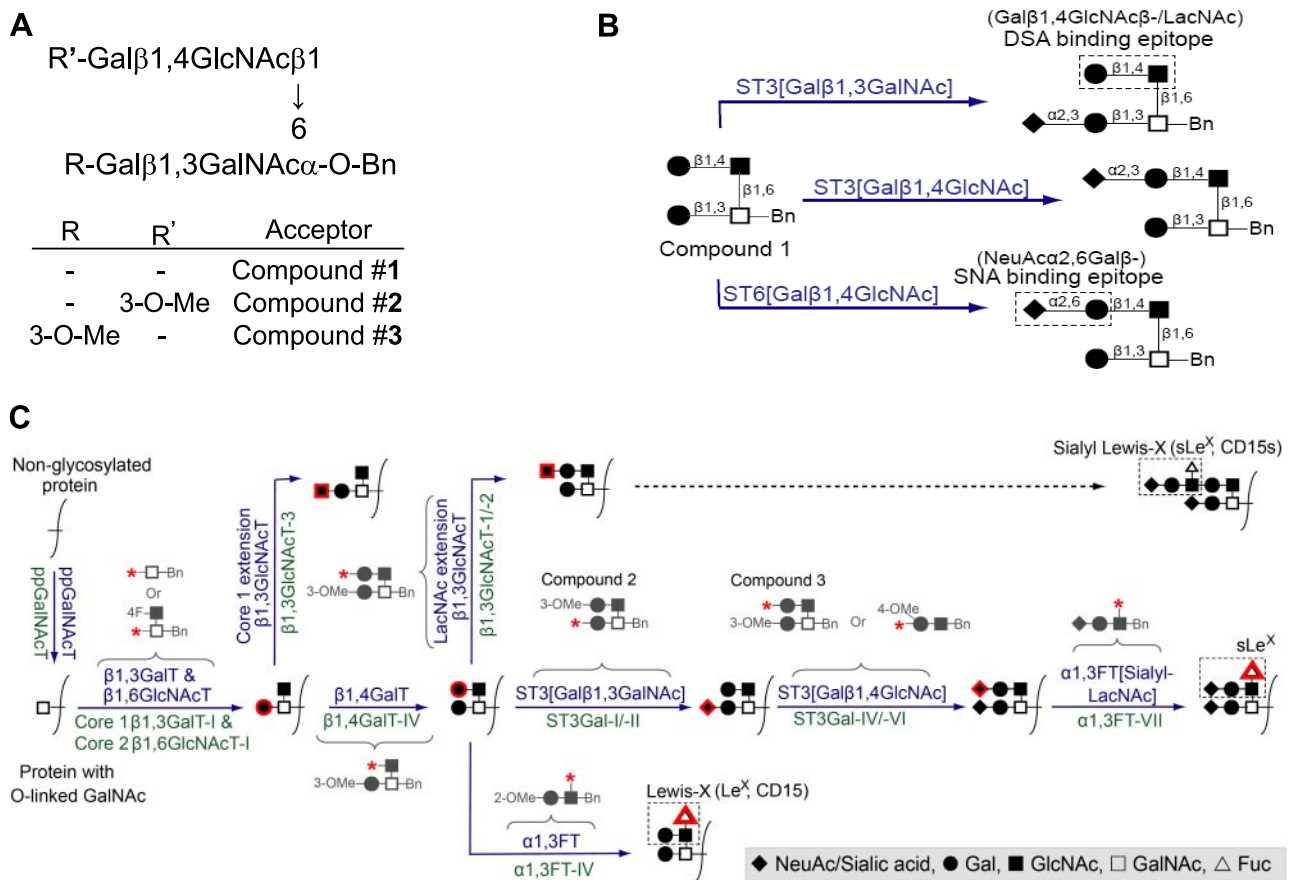 A
R'-Galβ1,4GlcNAcβ1
↓
6
R-Galβ1,3GalNAcα-O-Bn
R R' Acceptor
- - Compound #1
- 3-O-Me Compound #2
3-O-Me - Compound #3
B
(Galβ1,4GlcNAcβ-/LacNAc)
DSA binding epitope
β1,4
ST3[Galβ1,3GalNAc]
β1,6
α2,3 β1,3 Bn
β1,4
β1,6
β1,3 Bn
Compound 1
ST3[Galβ1,4GlcNAc]
α2,3 β1,4
β1,6
β1,3 Bn
(NeuAcα2,6Galβ-)
SNA binding epitope
ST6[Galβ1,4GlcNAc]
α2,6 β1,4
β1,6
β1,3 Bn
C
Non-glycosylated
protein
ppGalNAcT
ppGalNAcT
* Bn
Or
4F
* Bn
β1,3GalT &
β1,6GlcNAcT
Core 1 β1,3GalT-I &
Core 2 β1,6GlcNAcT-I
Protein with
O-linked GalNAc
Core 1 extension
β1,3GlcNAcT
β1,3GlcNAcT-3
*
3-OMe Bn
β1,4GalT
β1,4GalT-IV
*
3-OMe Bn
LacNAc extension
β1,3GlcNAcT
β1,3GlcNAcT-1/-2
Sialyl Lewis-X (sLeX, CD15s)
Compound 2
3-OMe
* Bn
ST3[Galβ1,3GalNAc]
ST3Gal-I/-II
Compound 3
*
3-OMe Bn
Or
4-OMe
* Bn
ST3[Galβ1,4GlcNAc]
ST3Gal-IV/-VI
*
Bn
α1,3FT[Sialyl-
LacNAc]
α1,3FT-VII
sLeX
*
2-OMe Bn
α1,3FT
α1,3FT-IV
Lewis-X (LeX, CD15)
NeuAc/Sialic acid, Gal, GlcNAc, GalNAc, Fuc